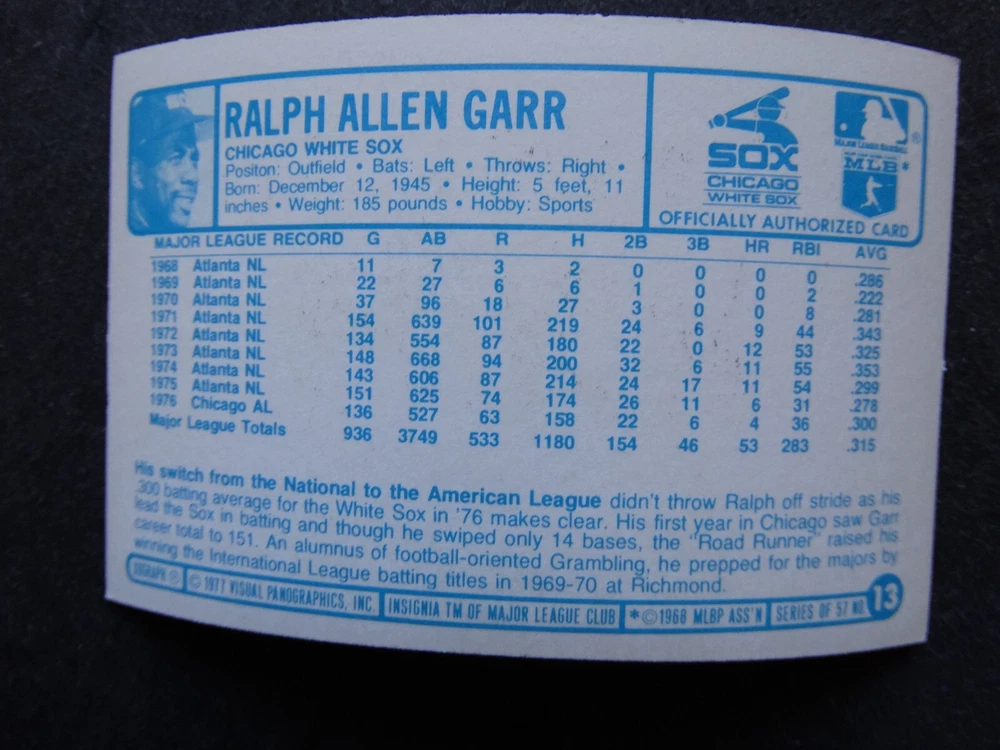 RALPH ALLEN GARR
CHICAGO WHITE SOX
Positon: Outfield • Bats: Left • Throws: Right •
Born: December 12, 1945 • Height: 5 feet, 11
inches • Weight: 185 pounds • Hobby: Sports
SOX
CHICAGO
WHITE SOX
MAJOR LEAGUE BASEBALL
MLB*
OFFICIALLY AUTHORIZED CARD
MAJOR LEAGUE RECORD G AB R H 2B 3B HR RBI AVG
1968 Atlanta NL 11 7 3 2 0 0 0 0 .286
1969 Atlanta NL 22 27 6 6 1 0 0 2 .222
1970 Altanta NL 37 96 18 27 3 0 0 8 .281
1971 Atlanta NL 154 639 101 219 24 6 9 44 .343
1972 Atlanta NL 134 554 87 180 22 0 12 53 .325
1973 Atlanta NL 148 668 94 200 32 6 11 55 .353
1974 Atlanta NL 143 606 87 214 24 17 11 54 .299
1975 Atlanta NL 151 625 74 174 26 11 6 31 .278
1976 Chicago AL 136 527 63 158 22 6 4 36 .300
Major League Totals 936 3749 533 1180 154 46 53 283 .315
His switch from the National to the American League didn't throw Ralph off stride as his
.300 batting average for the White Sox in '76 makes clear. His first year in Chicago saw Garr
lead the Sox in batting and though he swiped only 14 bases, the "Road Runner" raised his
career total to 151. An alumnus of football-oriented Grambling, he prepped for the majors by
winning the International League batting titles in 1969-70 at Richmond.
XOGRAPH ® © 1977 VISUAL PANOGRAPHICS, INC. INSIGNIA TM OF MAJOR LEAGUE CLUB *©1968 MLBP ASS'N SERIES OF 57 NO. 13